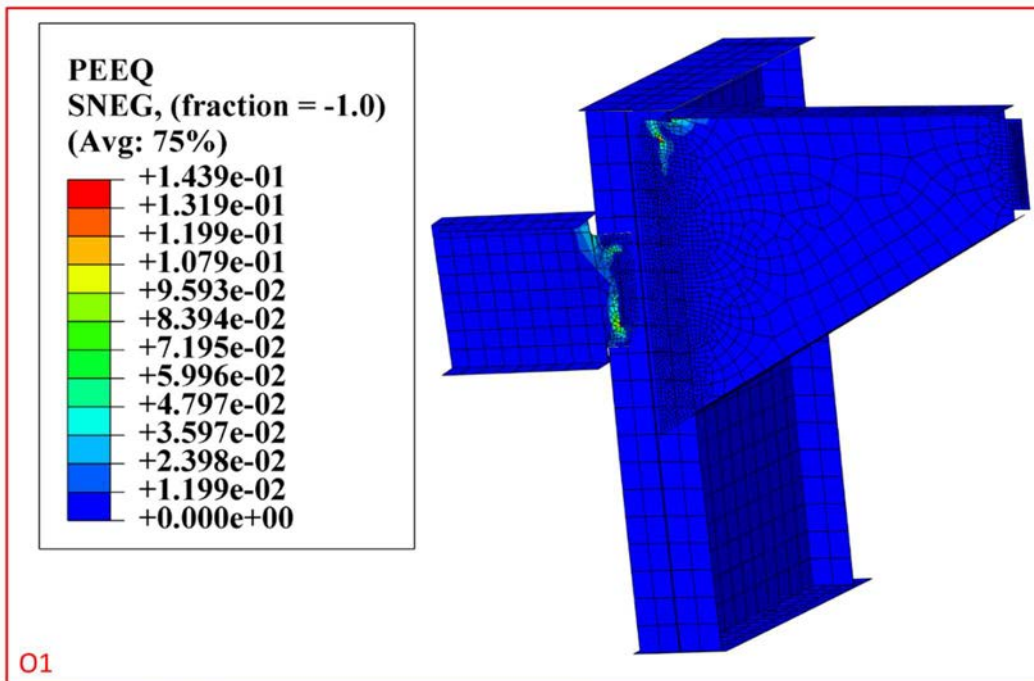 PEEQ
SNEG, (fraction = -1.0)
(Avg: 75%)
+1.439e-01
+1.319e-01
+1.199e-01
+1.079e-01
+9.593e-02
+8.394e-02
+7.195e-02
+5.996e-02
+4.797e-02
+3.597e-02
+2.398e-02
+1.199e-02
+0.000e+00
O1